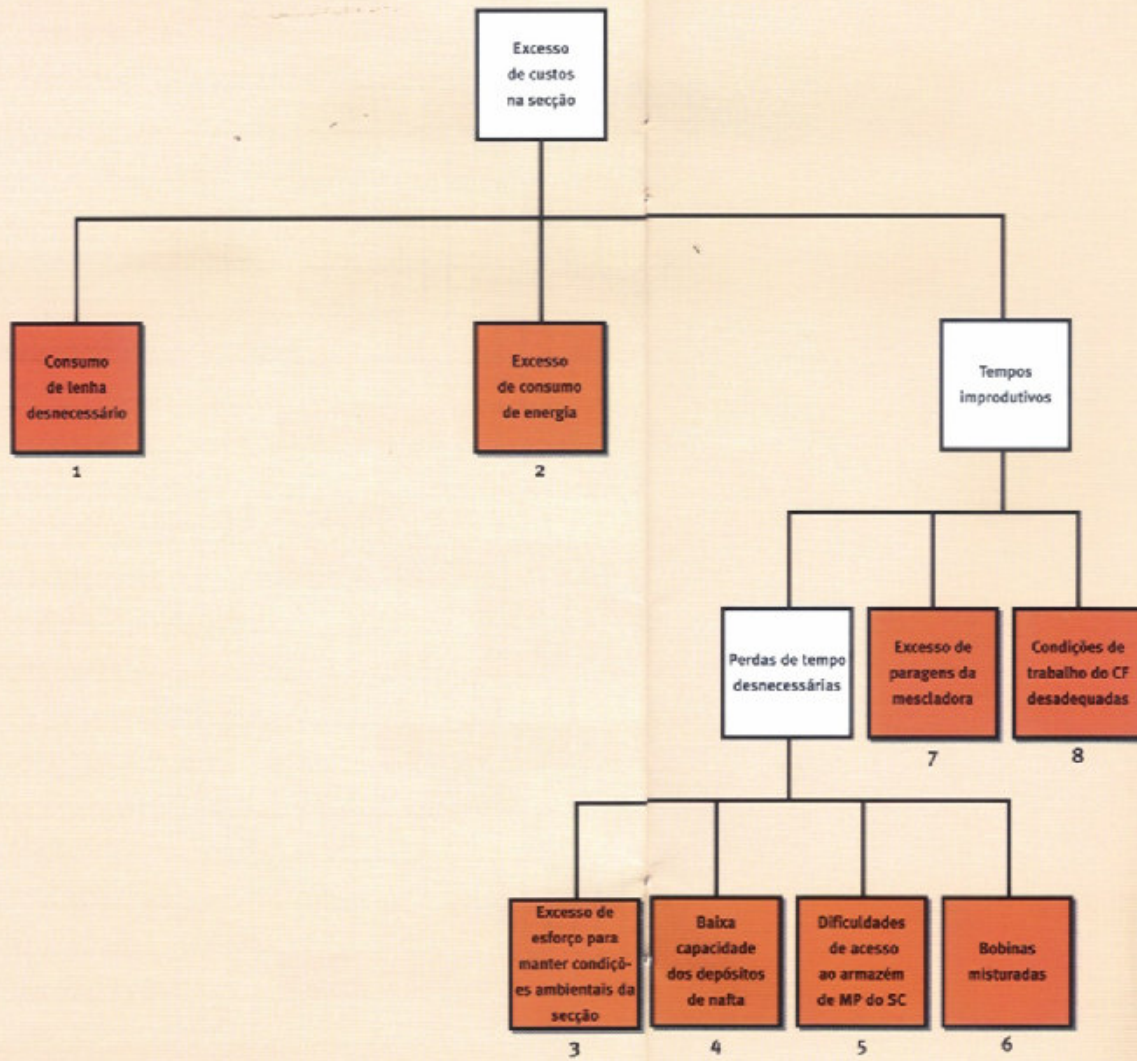 Excesso
de custos
na secção
Consumo
de lenha
desnecessário
1
Excesso
de consumo
de energia
2
Tempos
improdutivos
Perdas de tempo
desnecessárias
Excesso de
paragens da
mescladora
7
Condições de
trabalho do CF
desadequadas
8
Excesso de
esforço para
manter condiçõ-
es ambientais da
secção
3
Baixa
capacidade
dos depósitos
de nafta
4
Dificuldades
de acesso
ao armazém
de MP do SC
5
Bobinas
misturadas
6